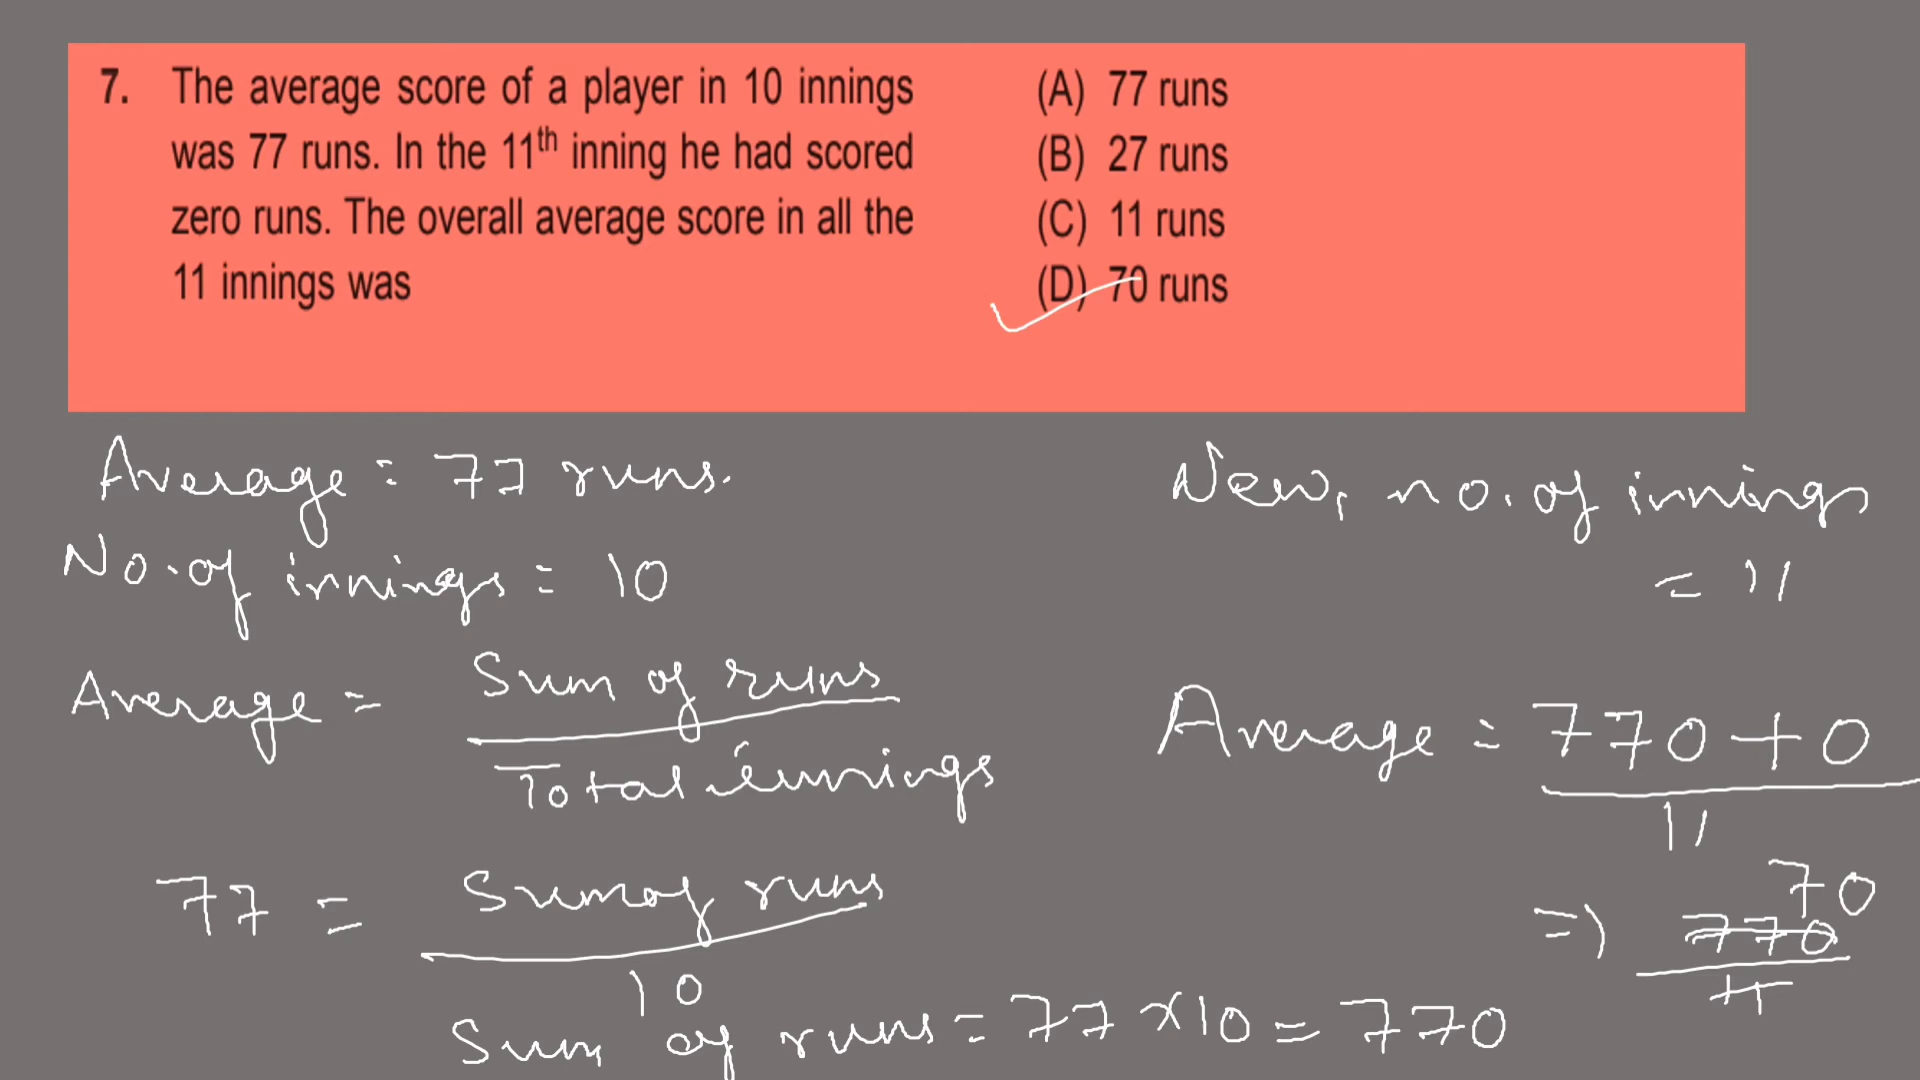 7. The average score of a player in 10 innings
was 77 runs. In the 11th inning he had scored
zero runs. The overall average score in all the
11 innings was
(A) 77 runs
(B) 27 runs
(C) 11 runs
(D) 70 runs
Average = 77 runs.
No. of innings = 10
Average = Sum of runs
Total innings
77 = Sum of runs
10
Sum of runs = 77 × 10 = 770
New, no. of innings
= 11
Average = 770 + 0
11
70
=) 770
11